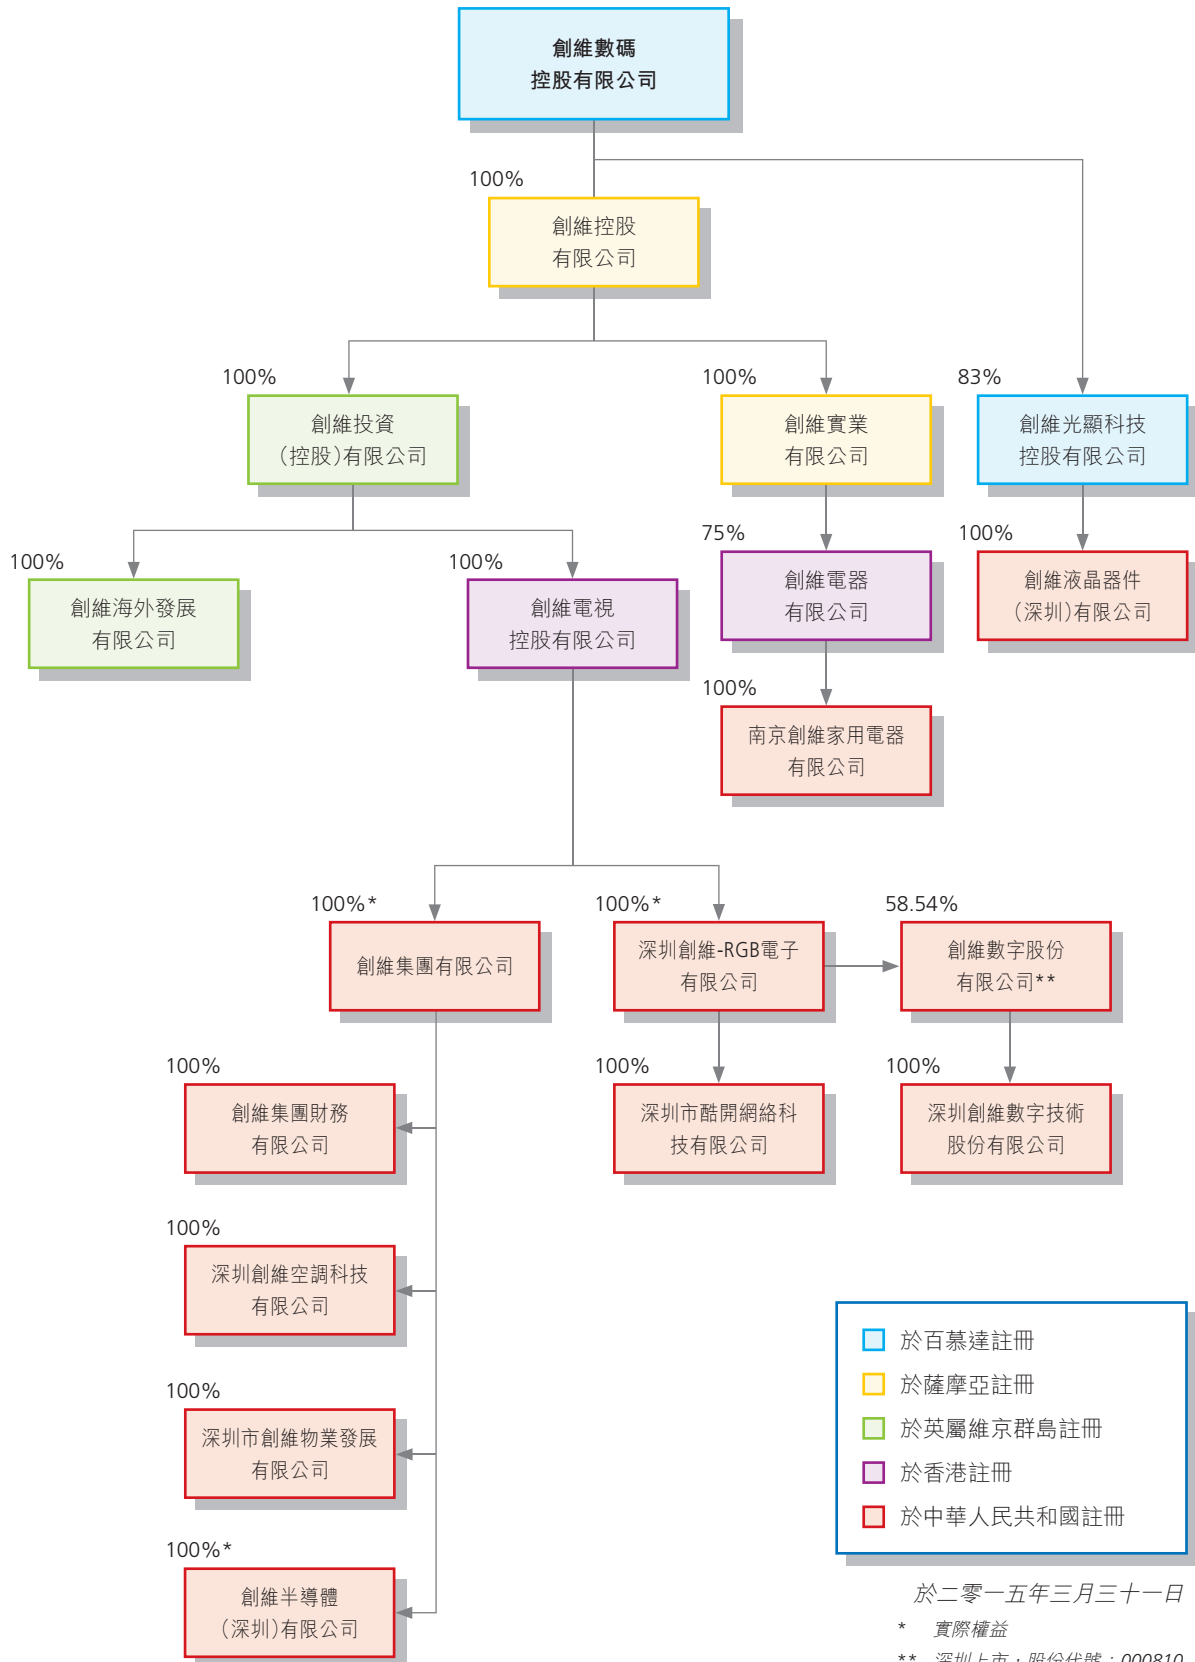 創維數碼
控股有限公司
100%
創維控股
有限公司
100%
創維投資
（控股）有限公司
100%
創維實業
有限公司
83%
創維光顯科技
控股有限公司
100%
創維海外發展
有限公司
100%
創維電視
控股有限公司
75%
創維電器
有限公司
100%
創維液晶器件
（深圳）有限公司
100%
南京創維家用電器
有限公司
100%*
創維集團有限公司
100%*
深圳創維-RGB電子
有限公司
58.54%
創維數字股份
有限公司**
100%
創維集團財務
有限公司
100%
深圳市酷開網絡科
技有限公司
100%
深圳創維數字技術
股份有限公司
100%
深圳創維空調科技
有限公司
100%
深圳市創維物業發展
有限公司
100%*
創維半導體
（深圳）有限公司
於百慕達註冊
於薩摩亞註冊
於英屬維京群島註冊
於香港註冊
於中華人民共和國註冊
於二零一五年三月三十一日
* 實際權益
** 深圳上市，股份代號：000810